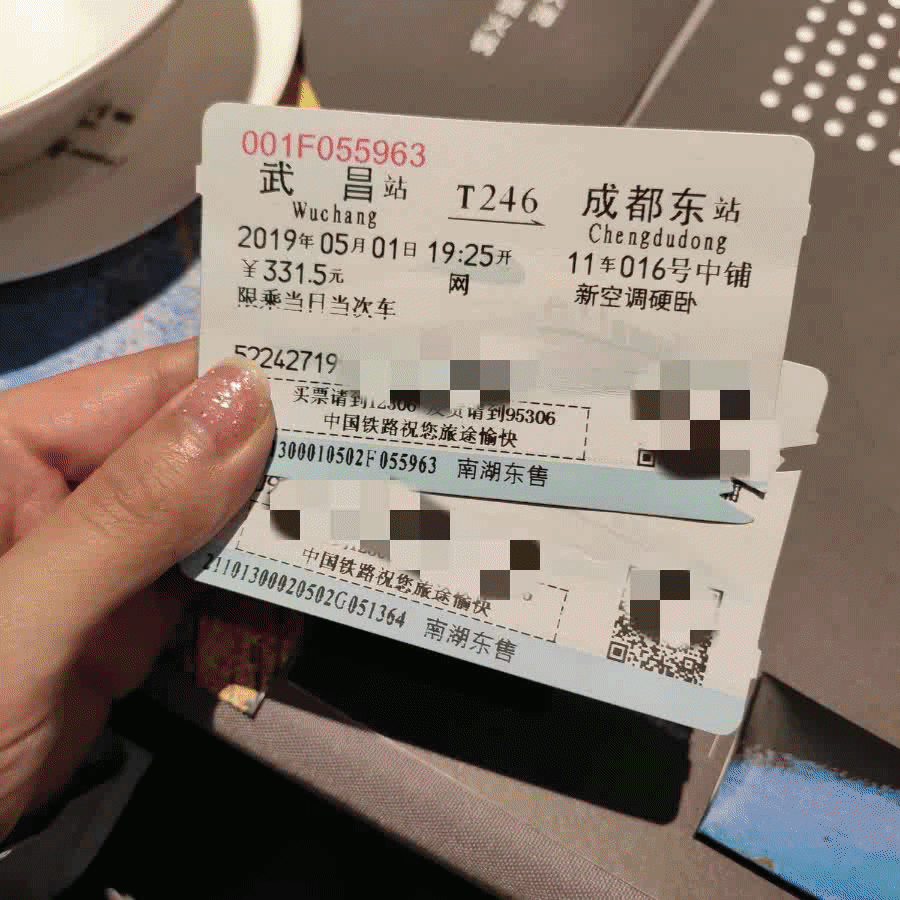 001F055963
武 昌站 T246 成都东站
Wuchang Chengdudong
2019年05月01日 19:25开 11车016号中铺
￥331.5元 网 新空调硬卧
限乘当日当次车
52242719
买票请到12306 发货请到95306
中国铁路祝您旅途愉快
300010502F055963 南湖东售
中国铁路祝您旅途愉快
21101300020502G051364 南湖东售